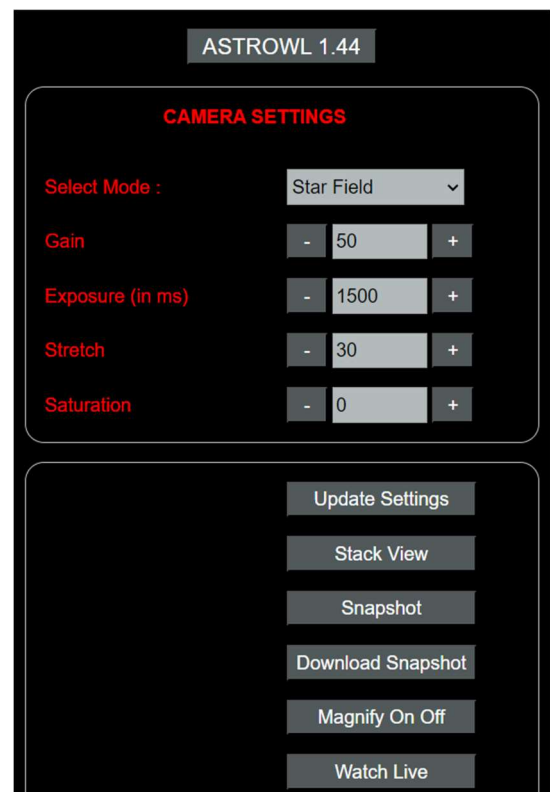 ASTROWL 1.44
CAMERA SETTINGS
Select Mode : Star Field
Gain - 50 +
Exposure (in ms) - 1500 +
Stretch - 30 +
Saturation - 0 +
Update Settings
Stack View
Snapshot
Download Snapshot
Magnify On Off
Watch Live